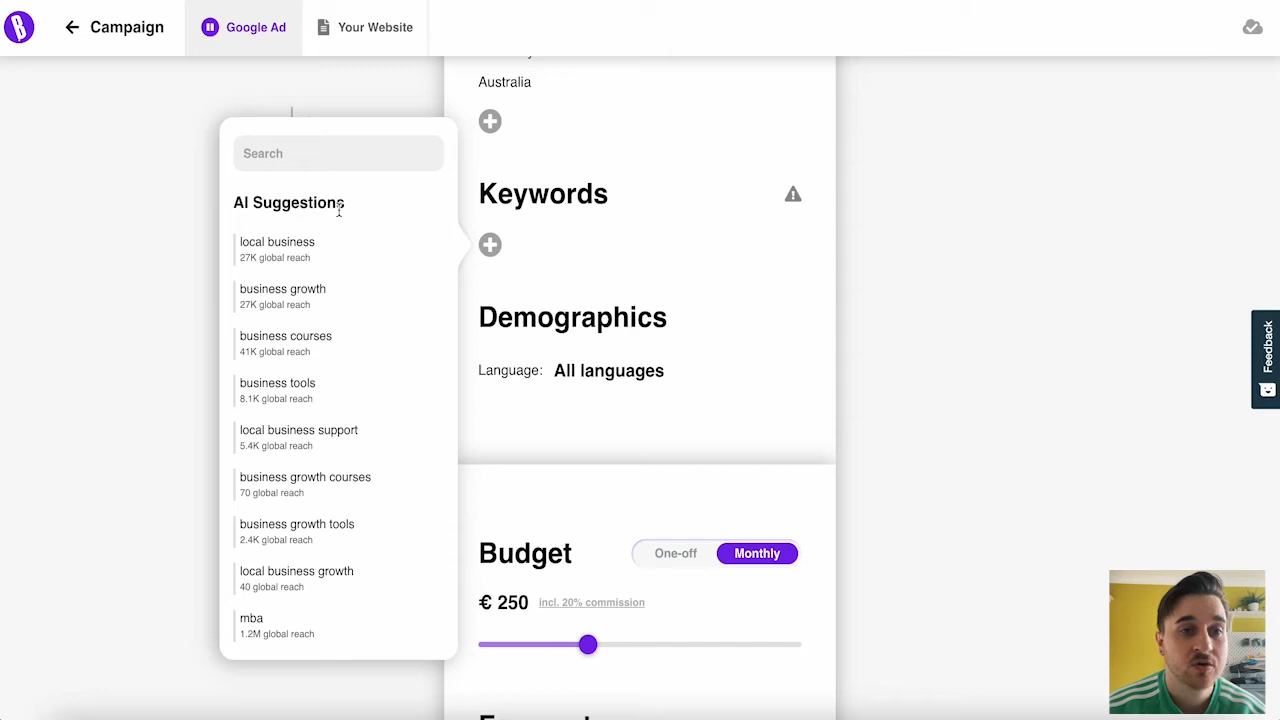 Campaign
Google Ad
Your Website
Australia
Search
AI Suggestions
local business
27K global reach
business growth
27K global reach
business courses
41K global reach
business tools
8.1K global reach
local business support
5.4K global reach
business growth courses
70 global reach
business growth tools
2.4K global reach
local business growth
40 global reach
mba
1.2M global reach
Keywords
Demographics
Language: All languages
Budget
One-off
Monthly
€ 250 incl. 20% commission
Feedback